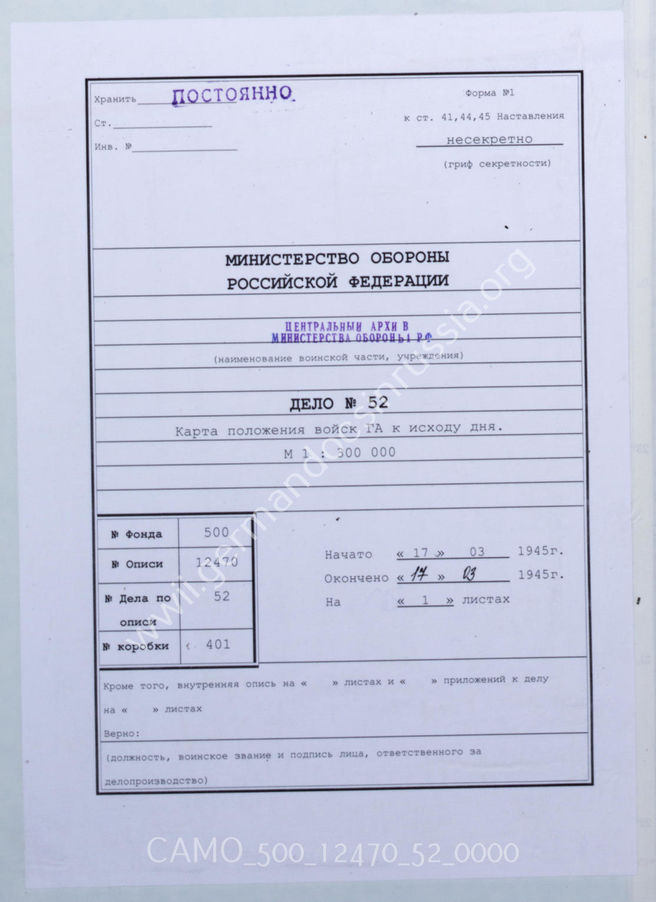 Хранить ПОСТОЯННО
Форма №1
Ст.
к ст. 41,44,45 Наставления
Инв. №
несекретно
(гриф секретности)
МИНИСТЕРСТВО ОБОРОНЫ
РОССИЙСКОЙ ФЕДЕРАЦИИ
ЦЕНТРАЛЬНЫЙ АРХИВ
МИНИСТЕРСТВА ОБОРОНЫ РФ
(наименование воинской части, учреждения)
ДЕЛО № 52
Карта положения войск ГА к исходу дня.
М 1 : 500 000
№ Фонда 500
№ Описи 12470
№ Дела по описи 52
№ коробки 401
Начато « 17 » 03 1945г.
Окончено « 17 » 03 1945г.
На « 1 » листах
Кроме того, внутренняя опись на « » листах и « » приложений к делу
на « » листах
Верно:
(должность, воинское звание и подпись лица, ответственного за
делопроизводство)
www.germandocsinrussia.org
CAMO_500_12470_52_0000